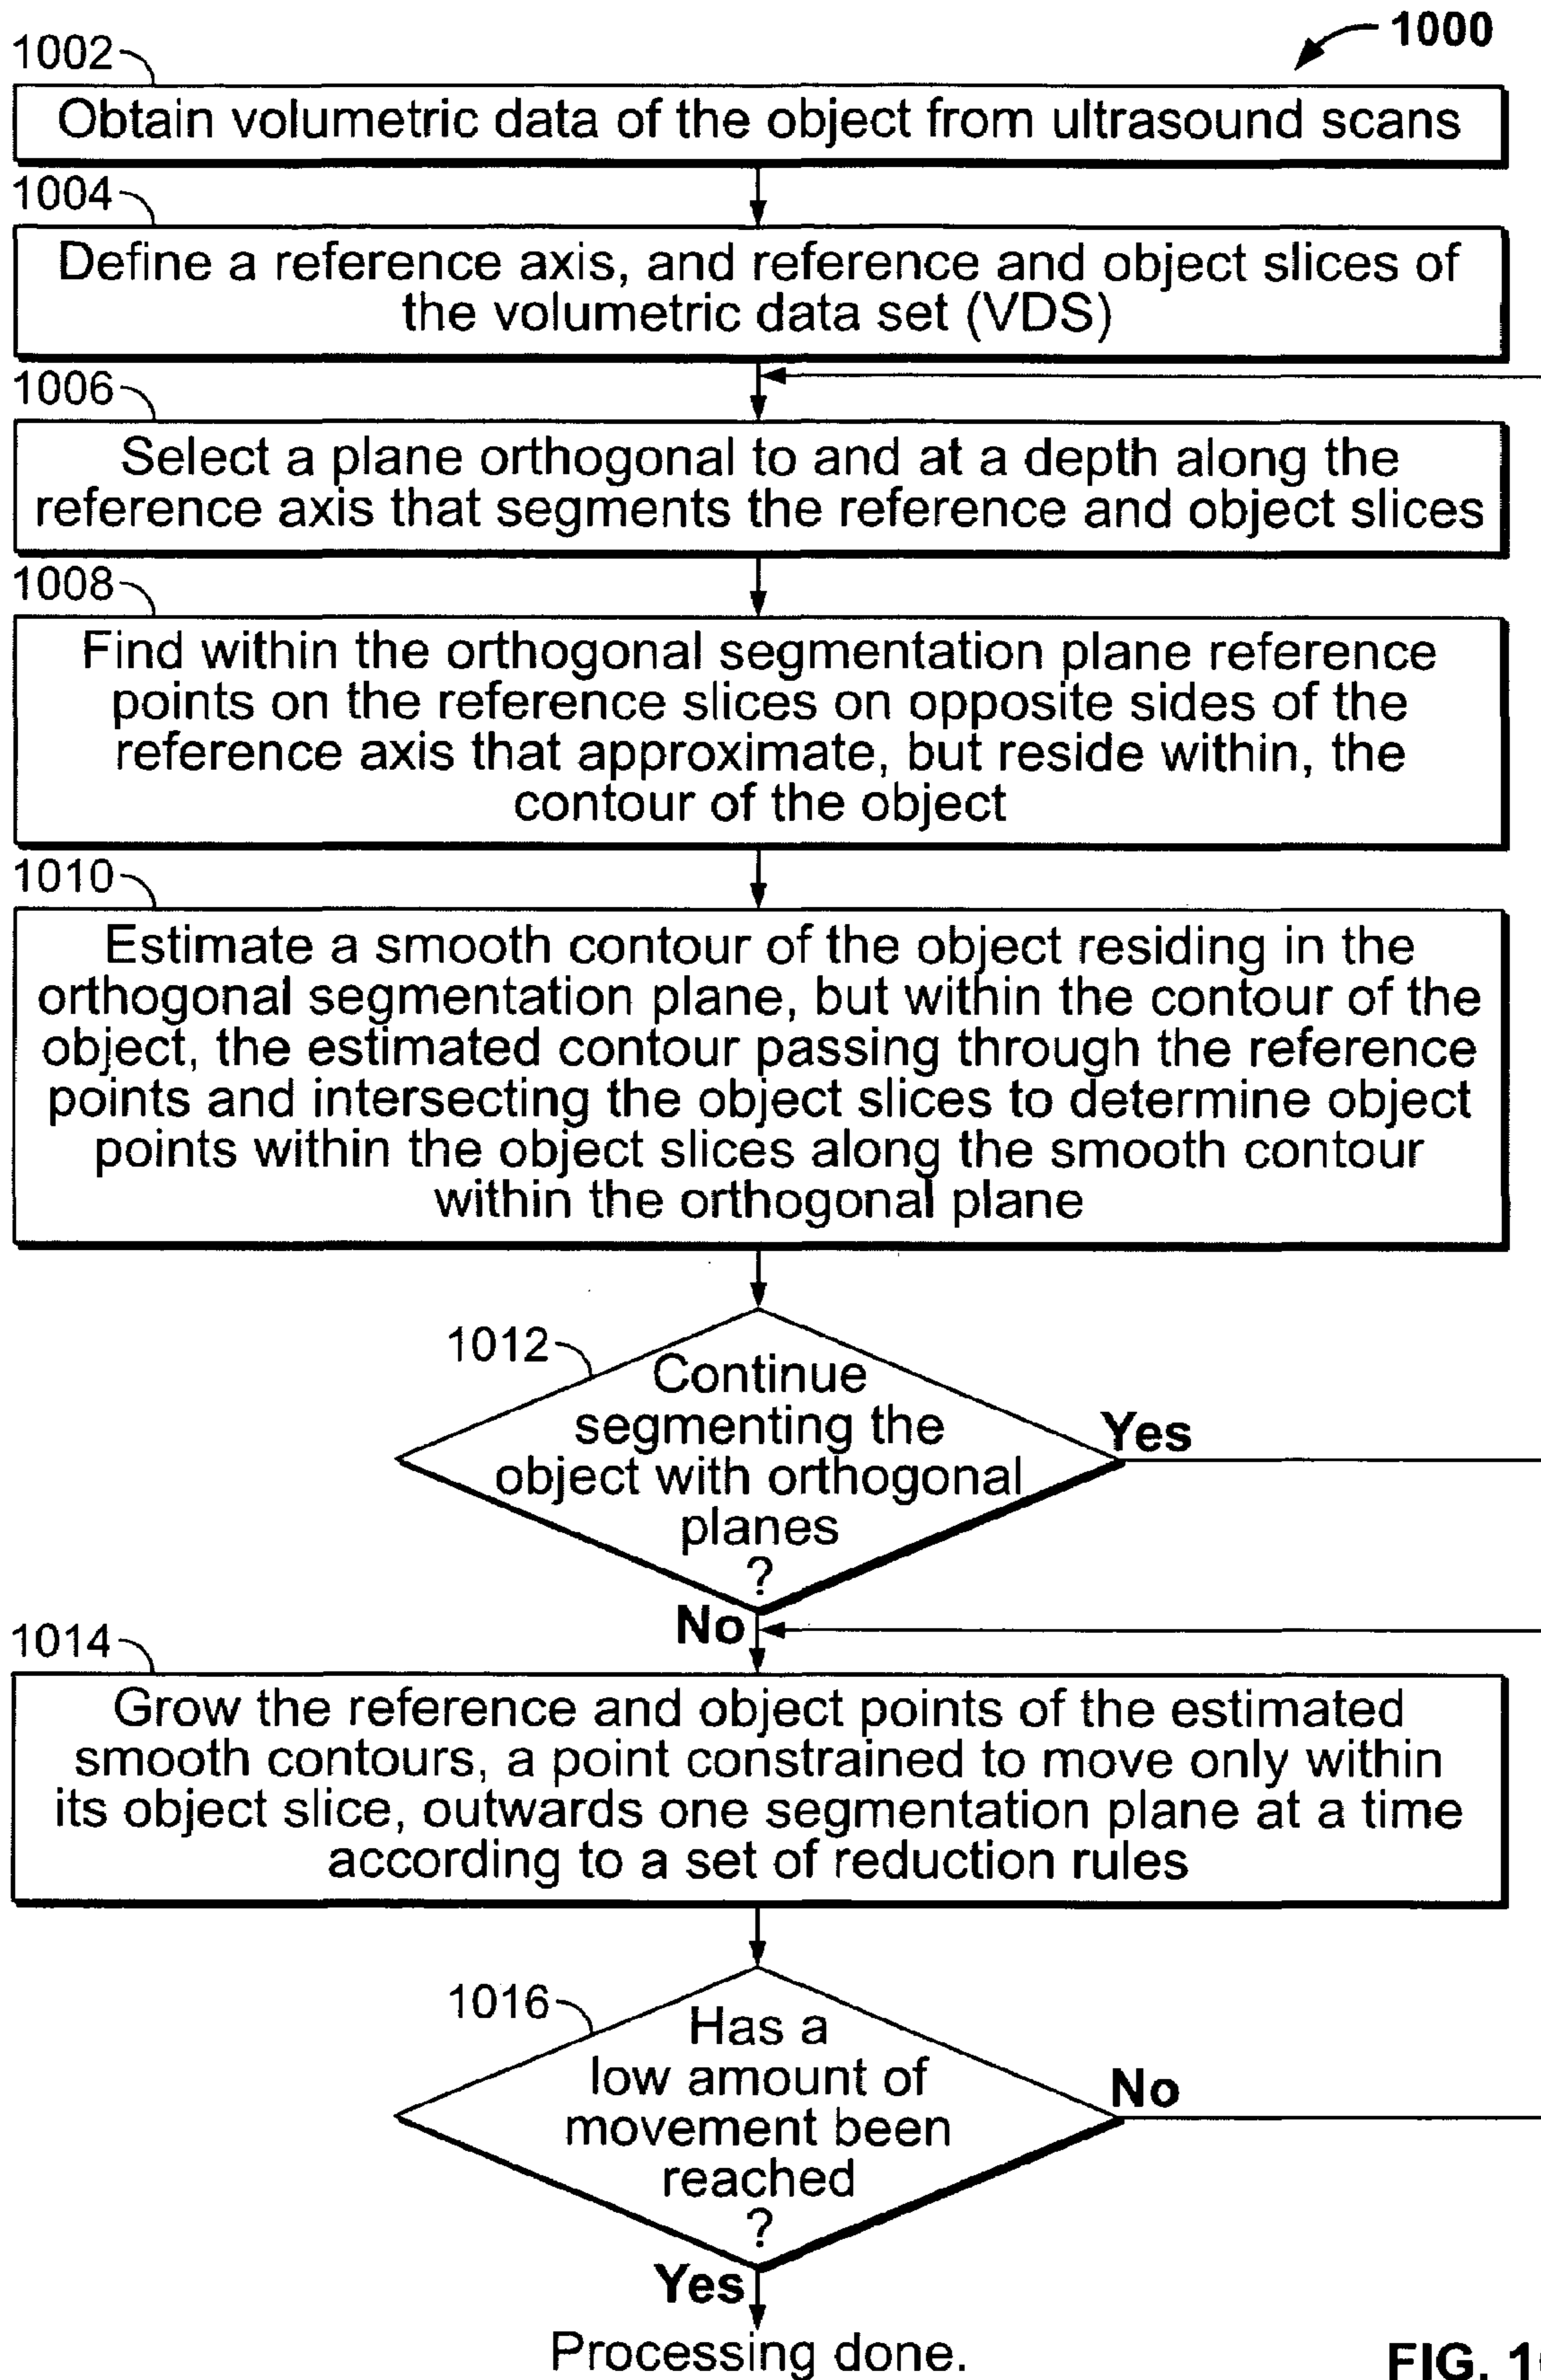 1000
1002
Obtain volumetric data of the object from ultrasound scans
1004
Define a reference axis, and reference and object slices of
the volumetric data set (VDS)
1006
Select a plane orthogonal to and at a depth along the
reference axis that segments the reference and object slices
1008
Find within the orthogonal segmentation plane reference
points on the reference slices on opposite sides of the
reference axis that approximate, but reside within, the
contour of the object
1010
Estimate a smooth contour of the object residing in the
orthogonal segmentation plane, but within the contour of the
object, the estimated contour passing through the reference
points and intersecting the object slices to determine object
points within the object slices along the smooth contour
within the orthogonal plane
1012
Continue
segmenting the
object with orthogonal
planes
?
Yes
No
1014
Grow the reference and object points of the estimated
smooth contours, a point constrained to move only within
its object slice, outwards one segmentation plane at a time
according to a set of reduction rules
1016
Has a
low amount of
movement been
reached
?
No
Yes
Processing done.
FIG.